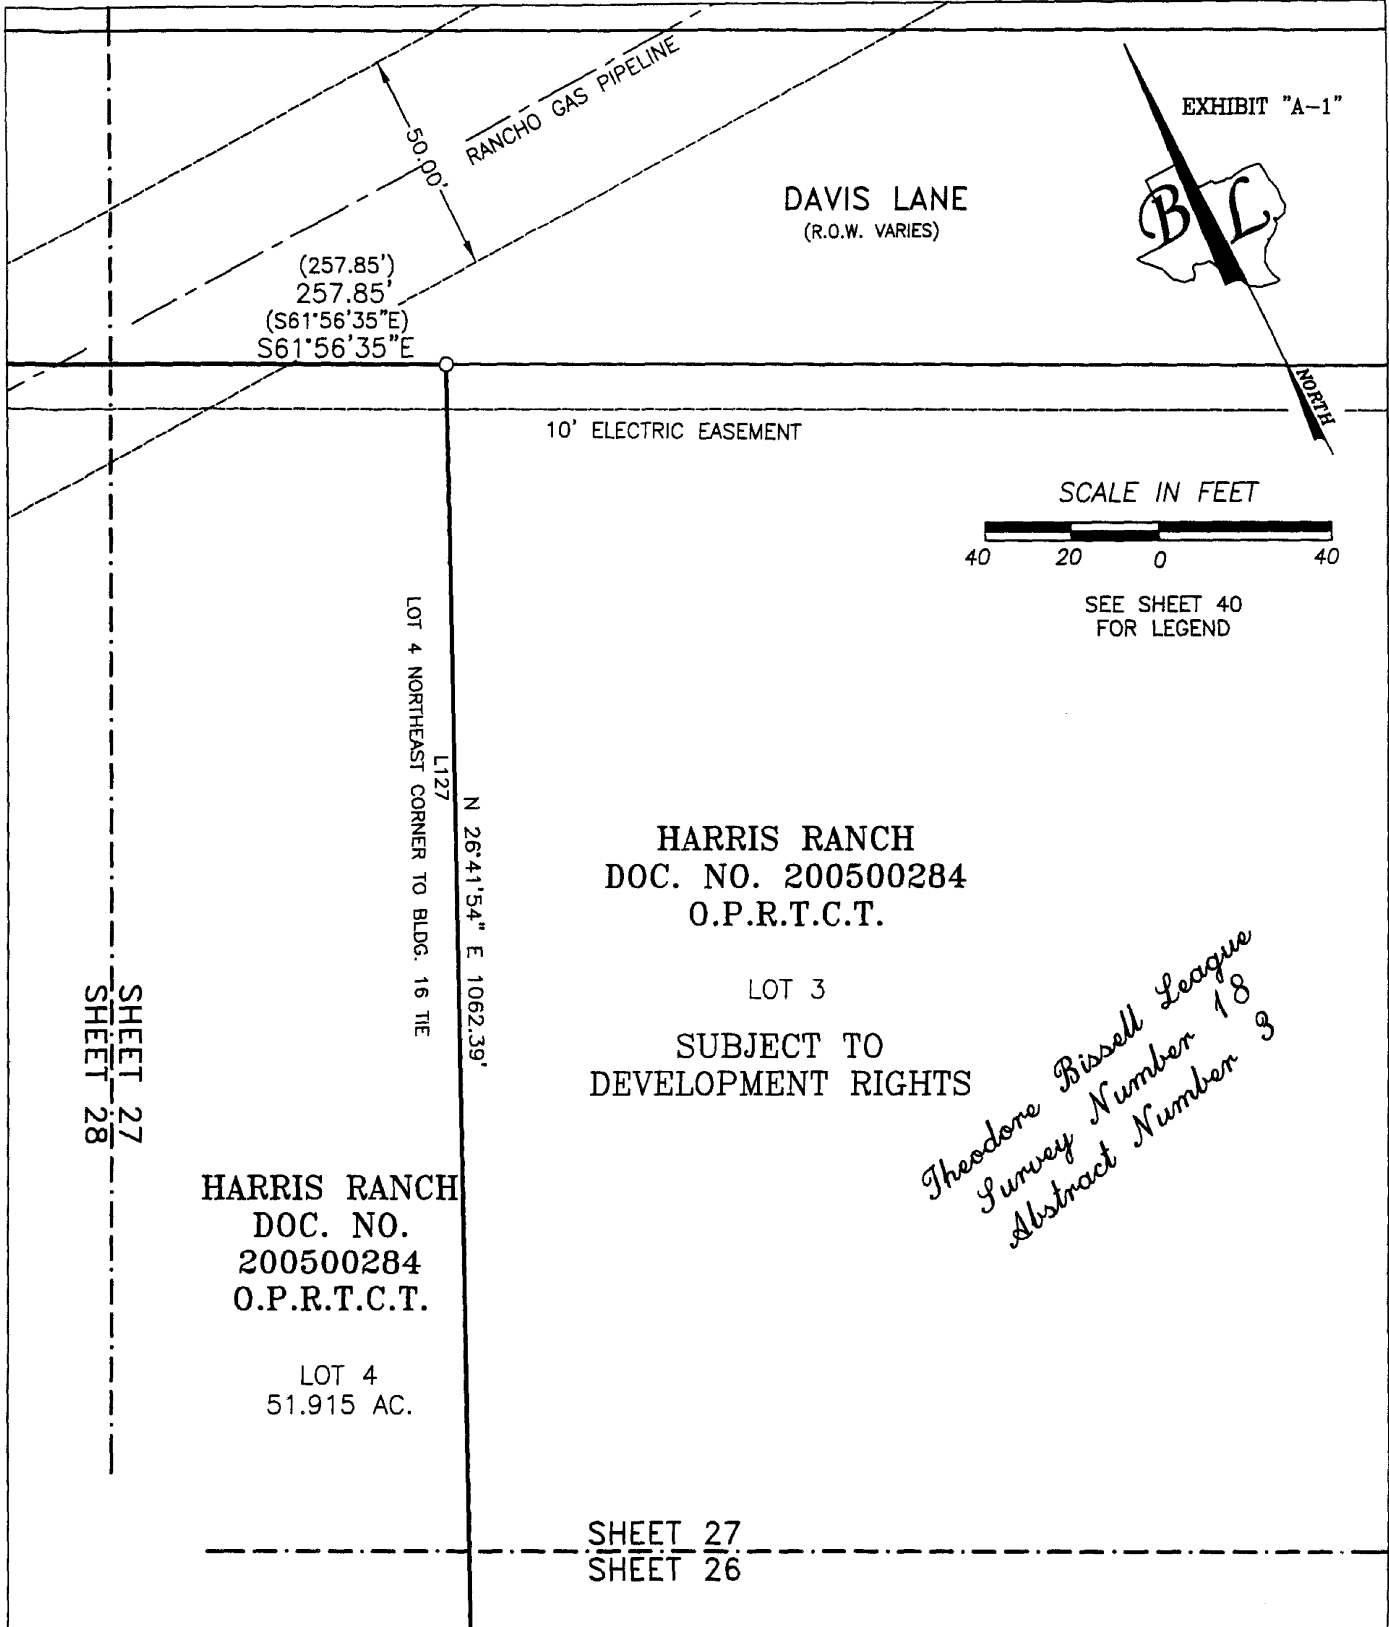 EXHIBIT "A-1"
RANCHO GAS PIPELINE
50.00'
DAVIS LANE
(R.O.W. VARIES)
B L
(257.85')
257.85'
(S61°56'35"E)
S61°56'35"E
NORTH
10' ELECTRIC EASEMENT
SCALE IN FEET
40 20 0 40
SEE SHEET 40
FOR LEGEND
LOT 4 NORTHEAST CORNER TO BLDG. 16 TIE
L127
N 26°41'54" E 1062.39'
HARRIS RANCH
DOC. NO. 200500284
O.P.R.T.C.T.
LOT 3
SUBJECT TO
DEVELOPMENT RIGHTS
Theodore Bissell League
Survey Number 18
Abstract Number 3
SHEET 27
SHEET 28
HARRIS RANCH
DOC. NO.
200500284
O.P.R.T.C.T.
LOT 4
51.915 AC.
SHEET 27
SHEET 26